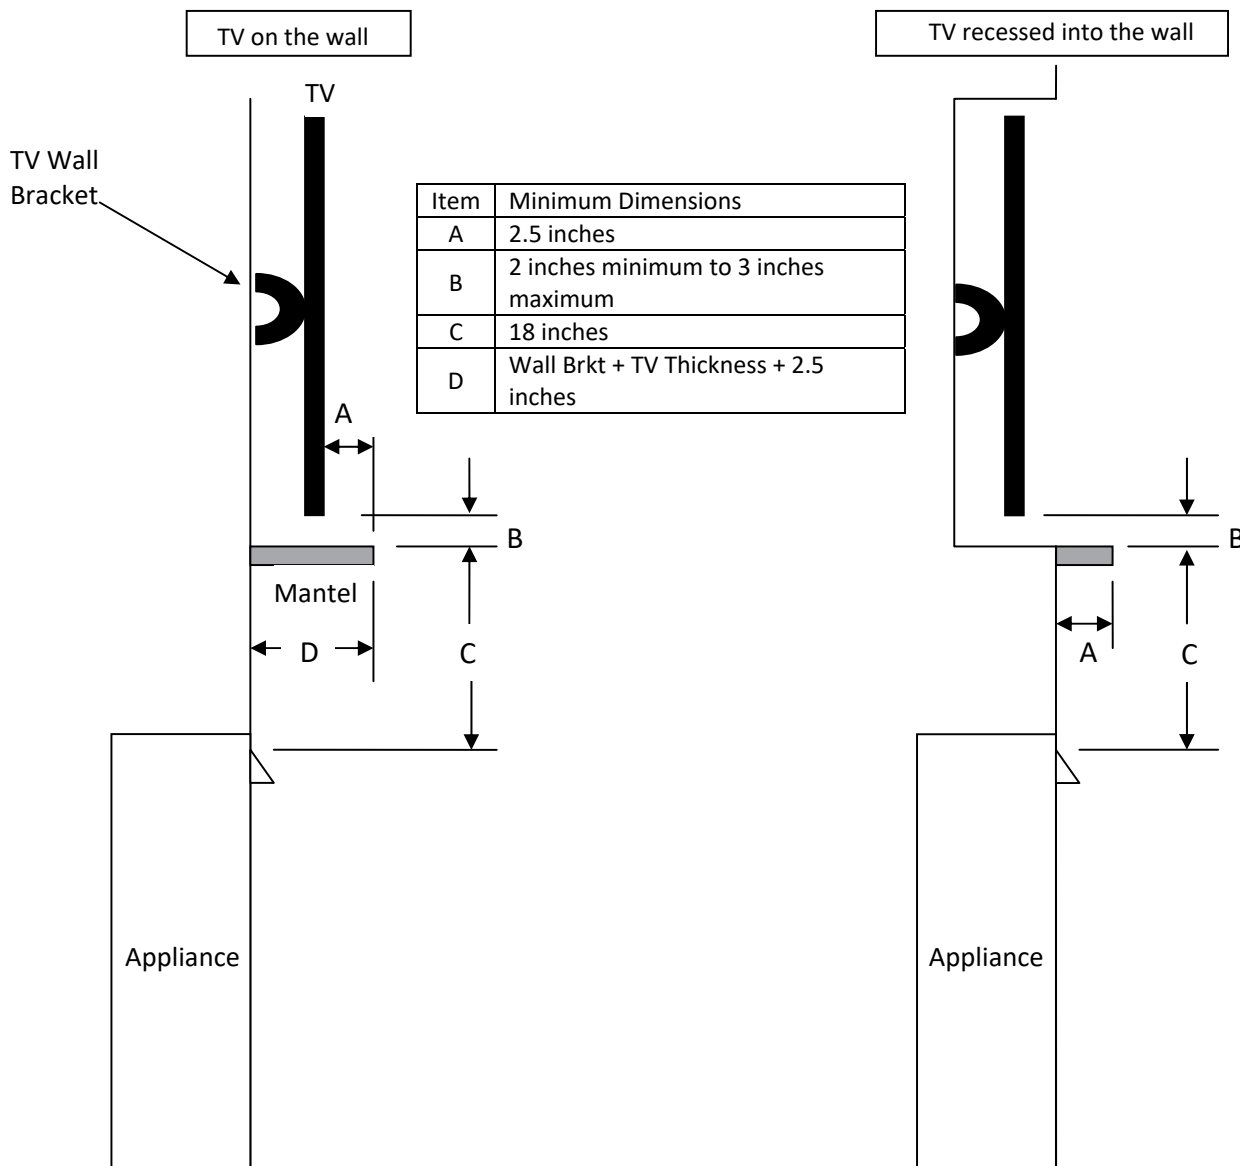 TV on the wall
TV recessed into the wall
TV
TV Wall
Bracket
Item Minimum Dimensions
A 2.5 inches
B 2 inches minimum to 3 inches
maximum
C 18 inches
D Wall Brkt + TV Thickness + 2.5
inches
A
B
Mantel
D
C
Appliance
B
A
C
Appliance